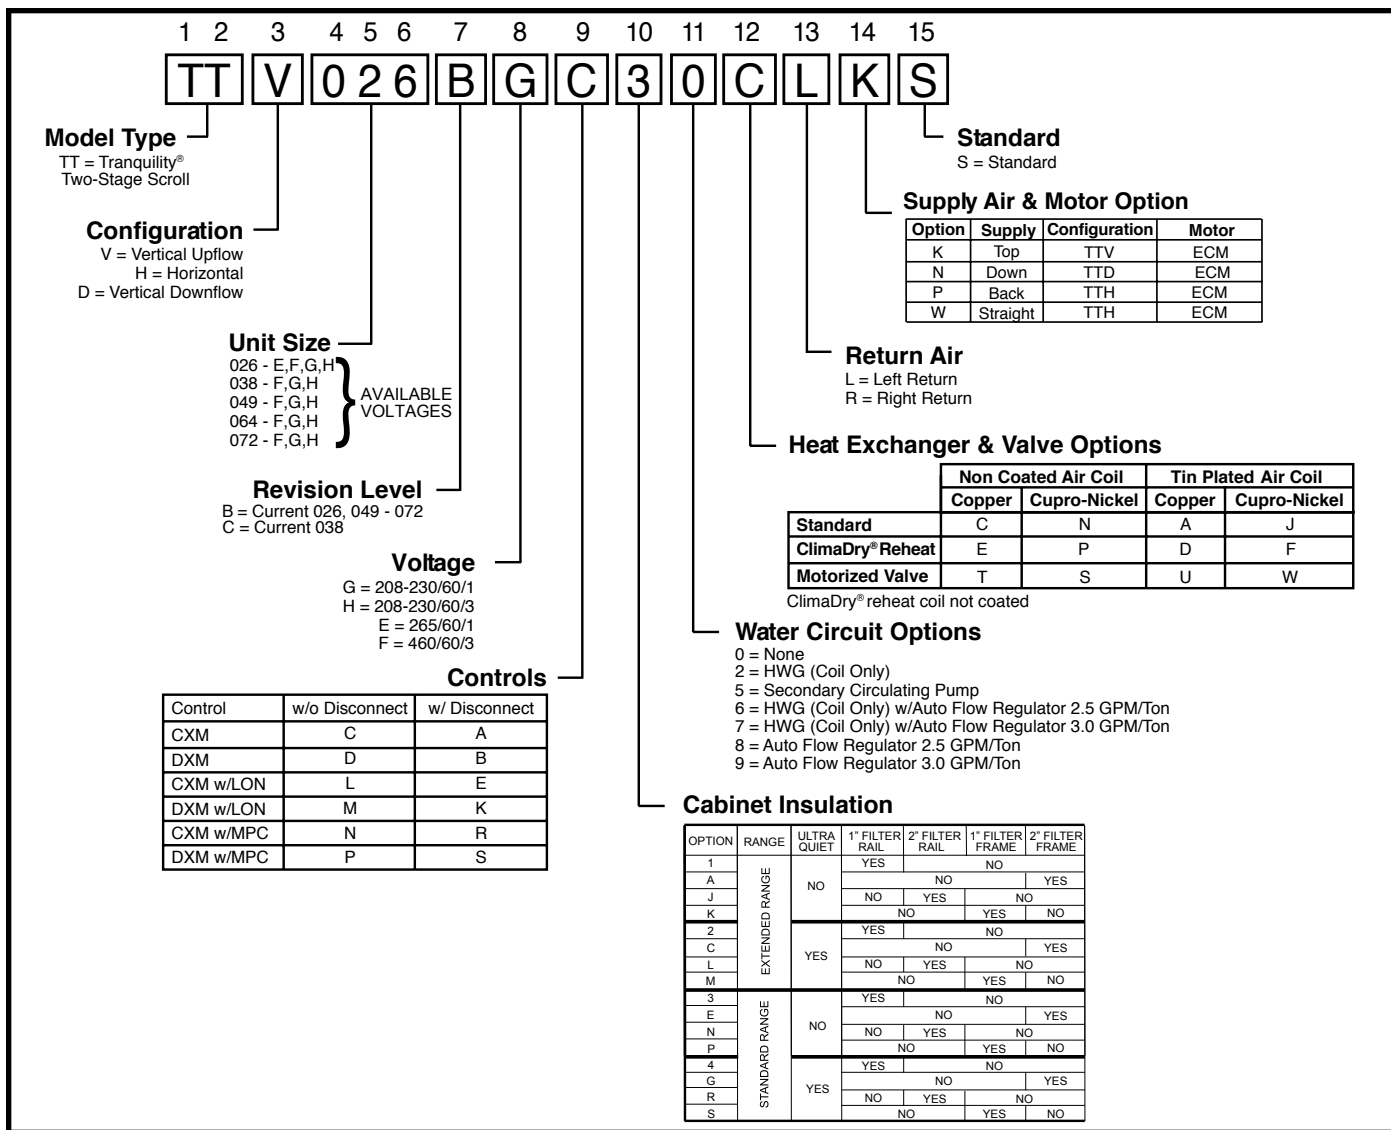 1 2 3 4 5 6 7 8 9 10 11 12 13 14 15
TT V 026 B G C 3 0 C L K S
Model Type
TT = Tranquility®
Two-Stage Scroll
Configuration
V = Vertical Upflow
H = Horizontal
D = Vertical Downflow
Unit Size
026 - E,F,G,H
038 - F,G,H
049 - F,G,H
064 - F,G,H
072 - F,G,H
} AVAILABLE
VOLTAGES
Revision Level
B = Current 026, 049 - 072
C = Current 038
Voltage
G = 208-230/60/1
H = 208-230/60/3
E = 265/60/1
F = 460/60/3
Controls
Control w/o Disconnect w/ Disconnect
CXM C A
DXM D B
CXM w/LON L E
DXM w/LON M K
CXM w/MPC N R
DXM w/MPC P S
Standard
S = Standard
Supply Air & Motor Option
Option Supply Configuration Motor
K Top TTV ECM
N Down TTD ECM
P Back TTH ECM
W Straight TTH ECM
Return Air
L = Left Return
R = Right Return
Heat Exchanger & Valve Options
Non Coated Air Coil Tin Plated Air Coil
Copper Cupro-Nickel Copper Cupro-Nickel
Standard C N A J
ClimaDry® Reheat E P D F
Motorized Valve T S U W
ClimaDry® reheat coil not coated
Water Circuit Options
0 = None
2 = HWG (Coil Only)
5 = Secondary Circulating Pump
6 = HWG (Coil Only) w/Auto Flow Regulator 2.5 GPM/Ton
7 = HWG (Coil Only) w/Auto Flow Regulator 3.0 GPM/Ton
8 = Auto Flow Regulator 2.5 GPM/Ton
9 = Auto Flow Regulator 3.0 GPM/Ton
Cabinet Insulation
OPTION RANGE ULTRA QUIET 1" FILTER RAIL 2" FILTER RAIL 1" FILTER FRAME 2" FILTER FRAME
1 EXTENDED RANGE NO YES NO
A NO YES
J NO YES NO
K NO YES NO
2 YES YES NO
C NO YES
L NO YES NO
M NO YES NO
3 STANDARD RANGE NO YES NO
E NO YES
N NO YES NO
P NO YES NO
4 YES YES NO
G NO YES
R NO YES NO
S NO YES NO